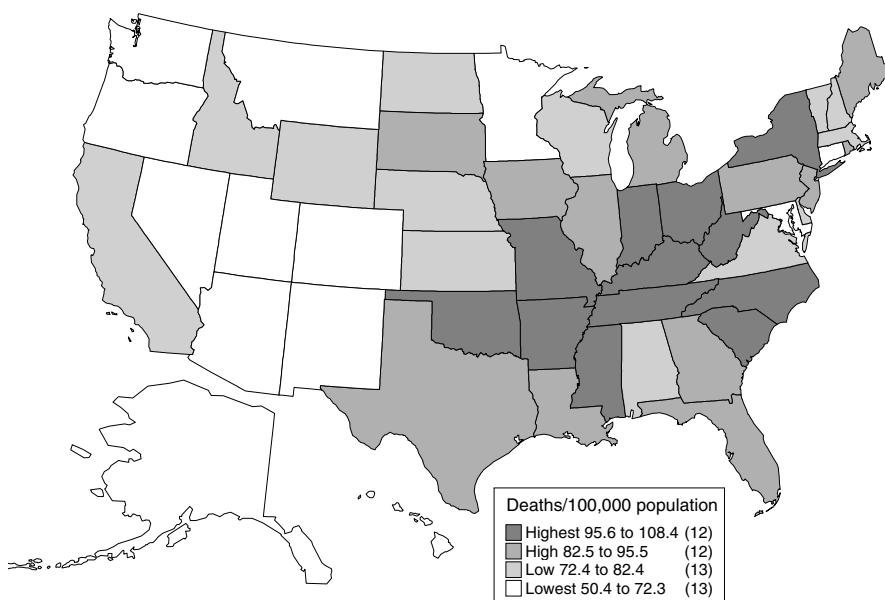 Deaths/100,000 population
Highest 95.6 to 108.4 (12)
High 82.5 to 95.5 (12)
Low 72.4 to 82.4 (13)
Lowest 50.4 to 72.3 (13)